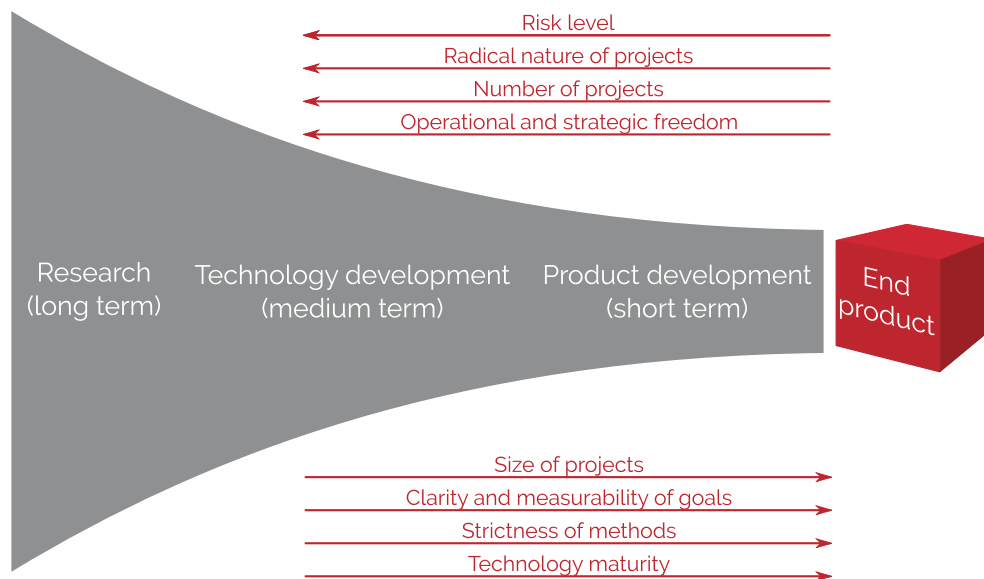 Risk level
Radical nature of projects
Number of projects
Operational and strategic freedom
Research
(long term)
Technology development
(medium term)
Product development
(short term)
End
product
Size of projects
Clarity and measurability of goals
Strictness of methods
Technology maturity